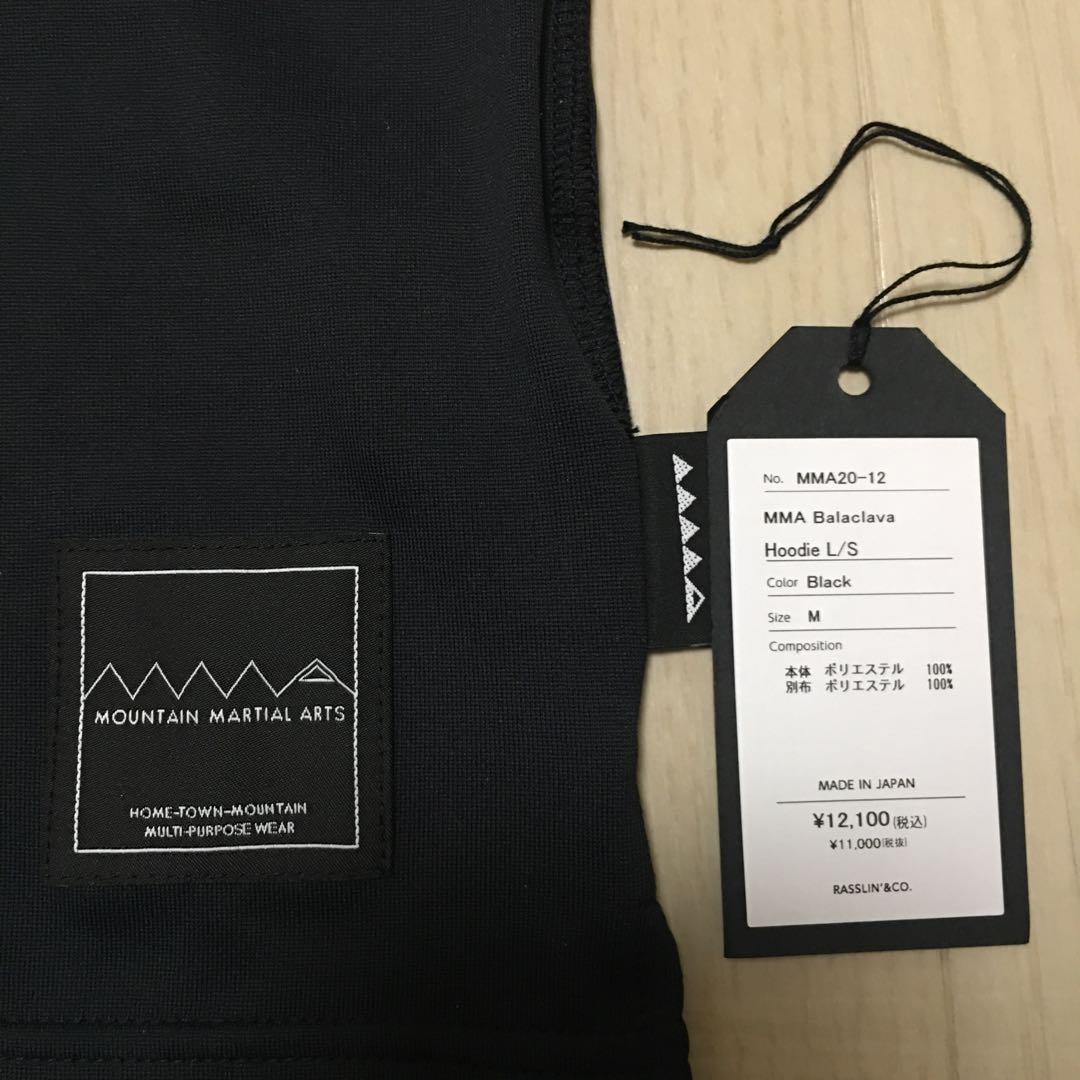 MOUNTAIN MARTIAL ARTS
HOME-TOWN-MOUNTAIN
MULTI-PURPOSE WEAR
No. MMA20-12
MMA Balaclava
Hoodie L/S
Color Black
Size M
Composition
本体 ポリエステル 100%
別布 ポリエステル 100%
MADE IN JAPAN
¥12,100(税込)
¥11,000(税抜)
RASSLIN'&CO.